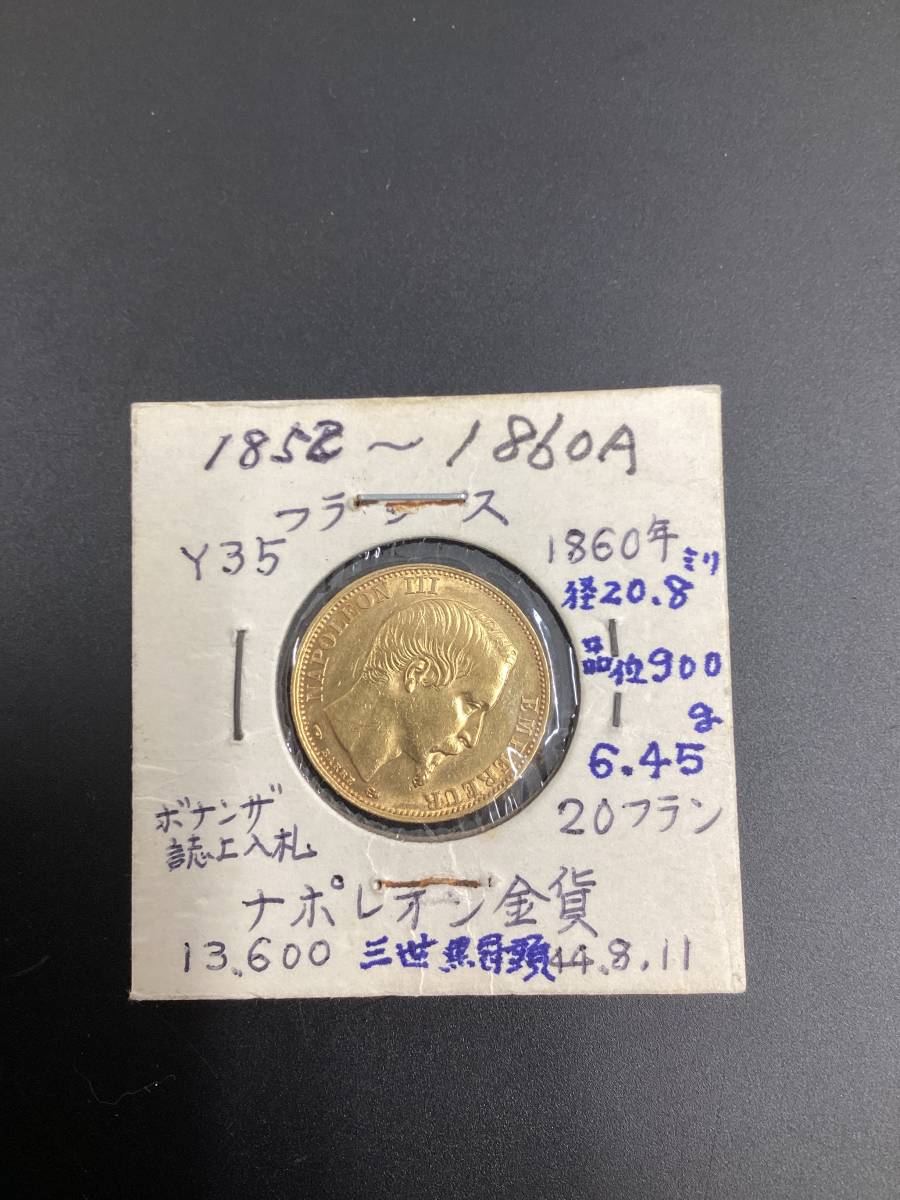 1852 ~ 1860A
フランス
Y35
1860年
径20.8ミリ
品位900
g
6.45
20フラン
NAPOLEON III
EMPEREUR
ボナンザ
誌上入札
ナポレオン金貨
13.600 三世無冠頭 44.8.11